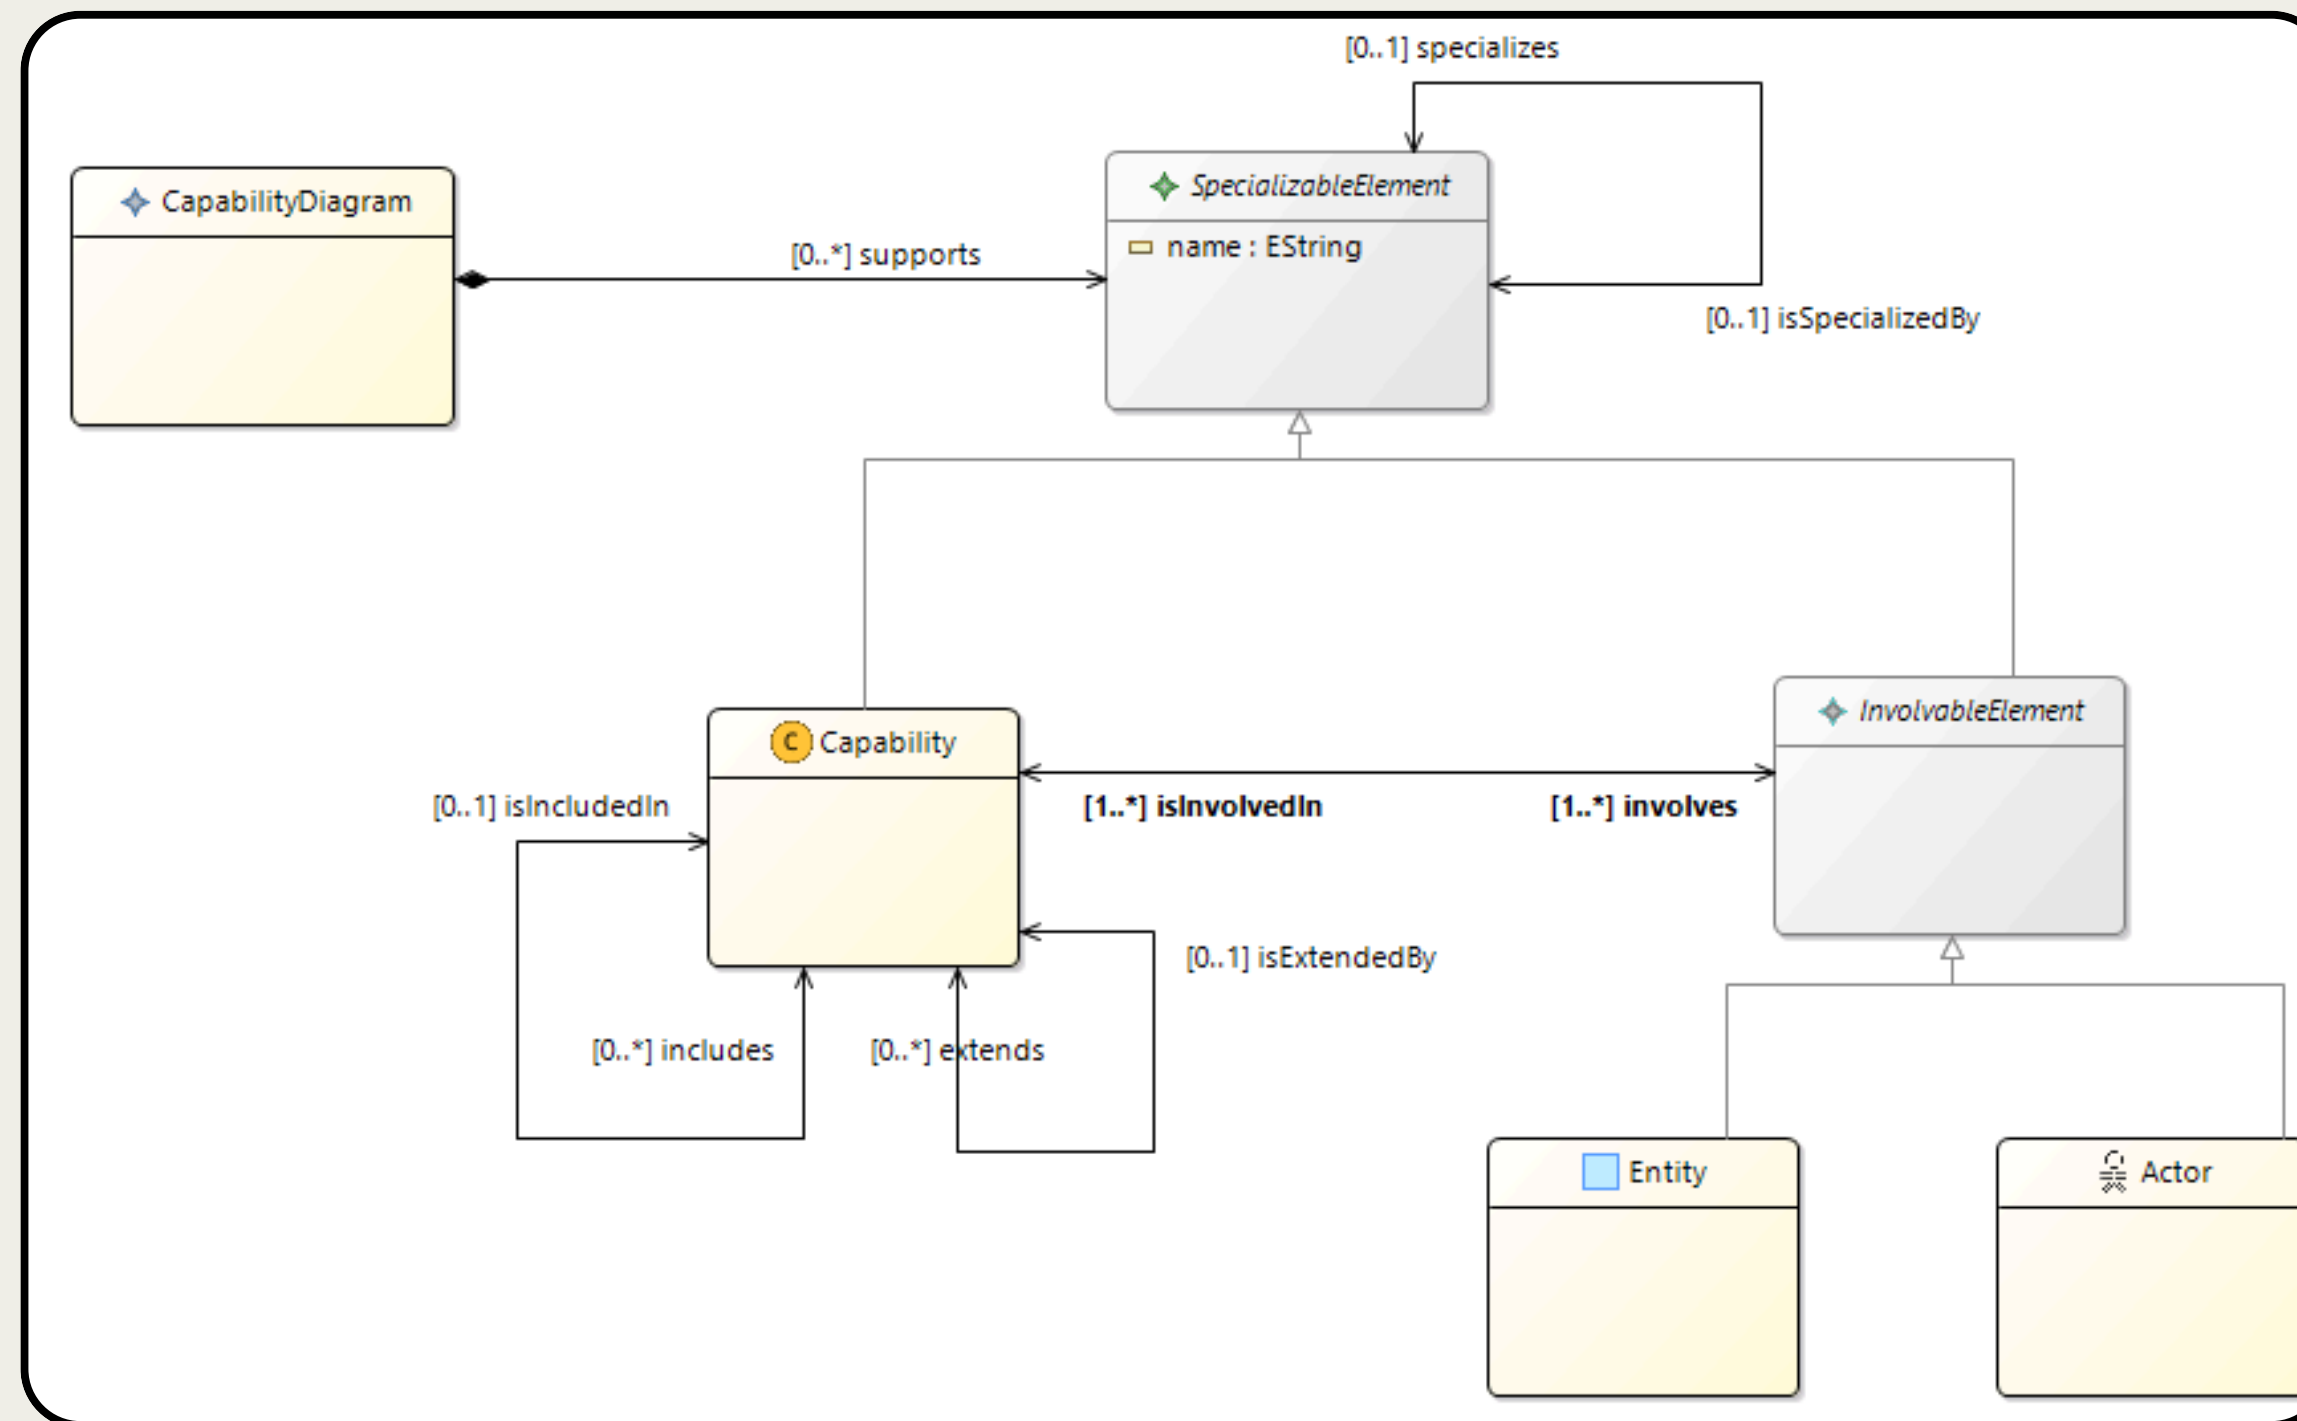 [0..1] specializes
CapabilityDiagram
SpecializableElement
[0..*] supports
name : EString
[0..1] isSpecializedBy
InvolvableElement
C Capability
[0..1] isIncludedIn
[1..*] isInvolvedIn
[1..*] involves
[0..1] isExtendedBy
[0..*] includes
[0..*] extends
Entity
Actor